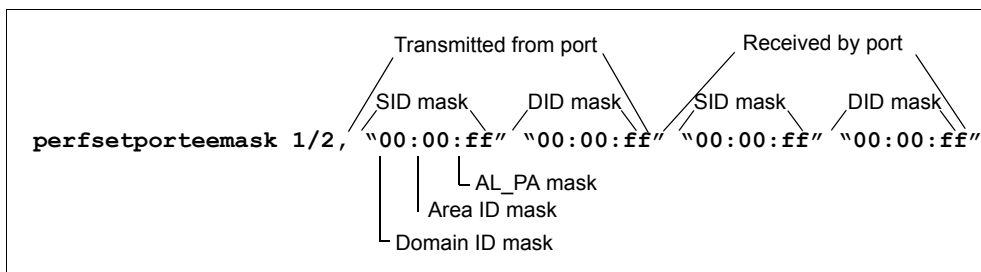 Transmitted from port Received by port
SID mask DID mask SID mask DID mask
perfsetporteemask 1/2, “00:00:ff” “00:00:ff” “00:00:ff” “00:00:ff”
AL_PA mask
Area ID mask
Domain ID mask